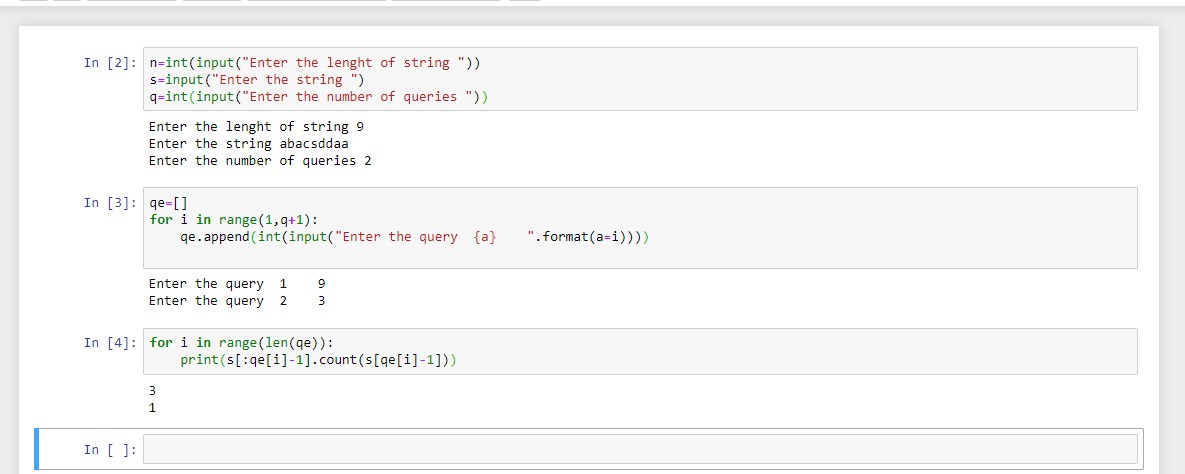 In [2]: n=int(input("Enter the lenght of string "))
s=input("Enter the string ")
q=int(input("Enter the number of queries "))
Enter the lenght of string 9
Enter the string abacsddaa
Enter the number of queries 2
In [3]: qe=[]
for i in range(1,q+1):
    qe.append(int(input("Enter the query  {a}    ".format(a=i))))
Enter the query  1    9
Enter the query  2    3
In [4]: for i in range(len(qe)):
    print(s[:qe[i]-1].count(s[qe[i]-1]))
3
1
In [ ]: